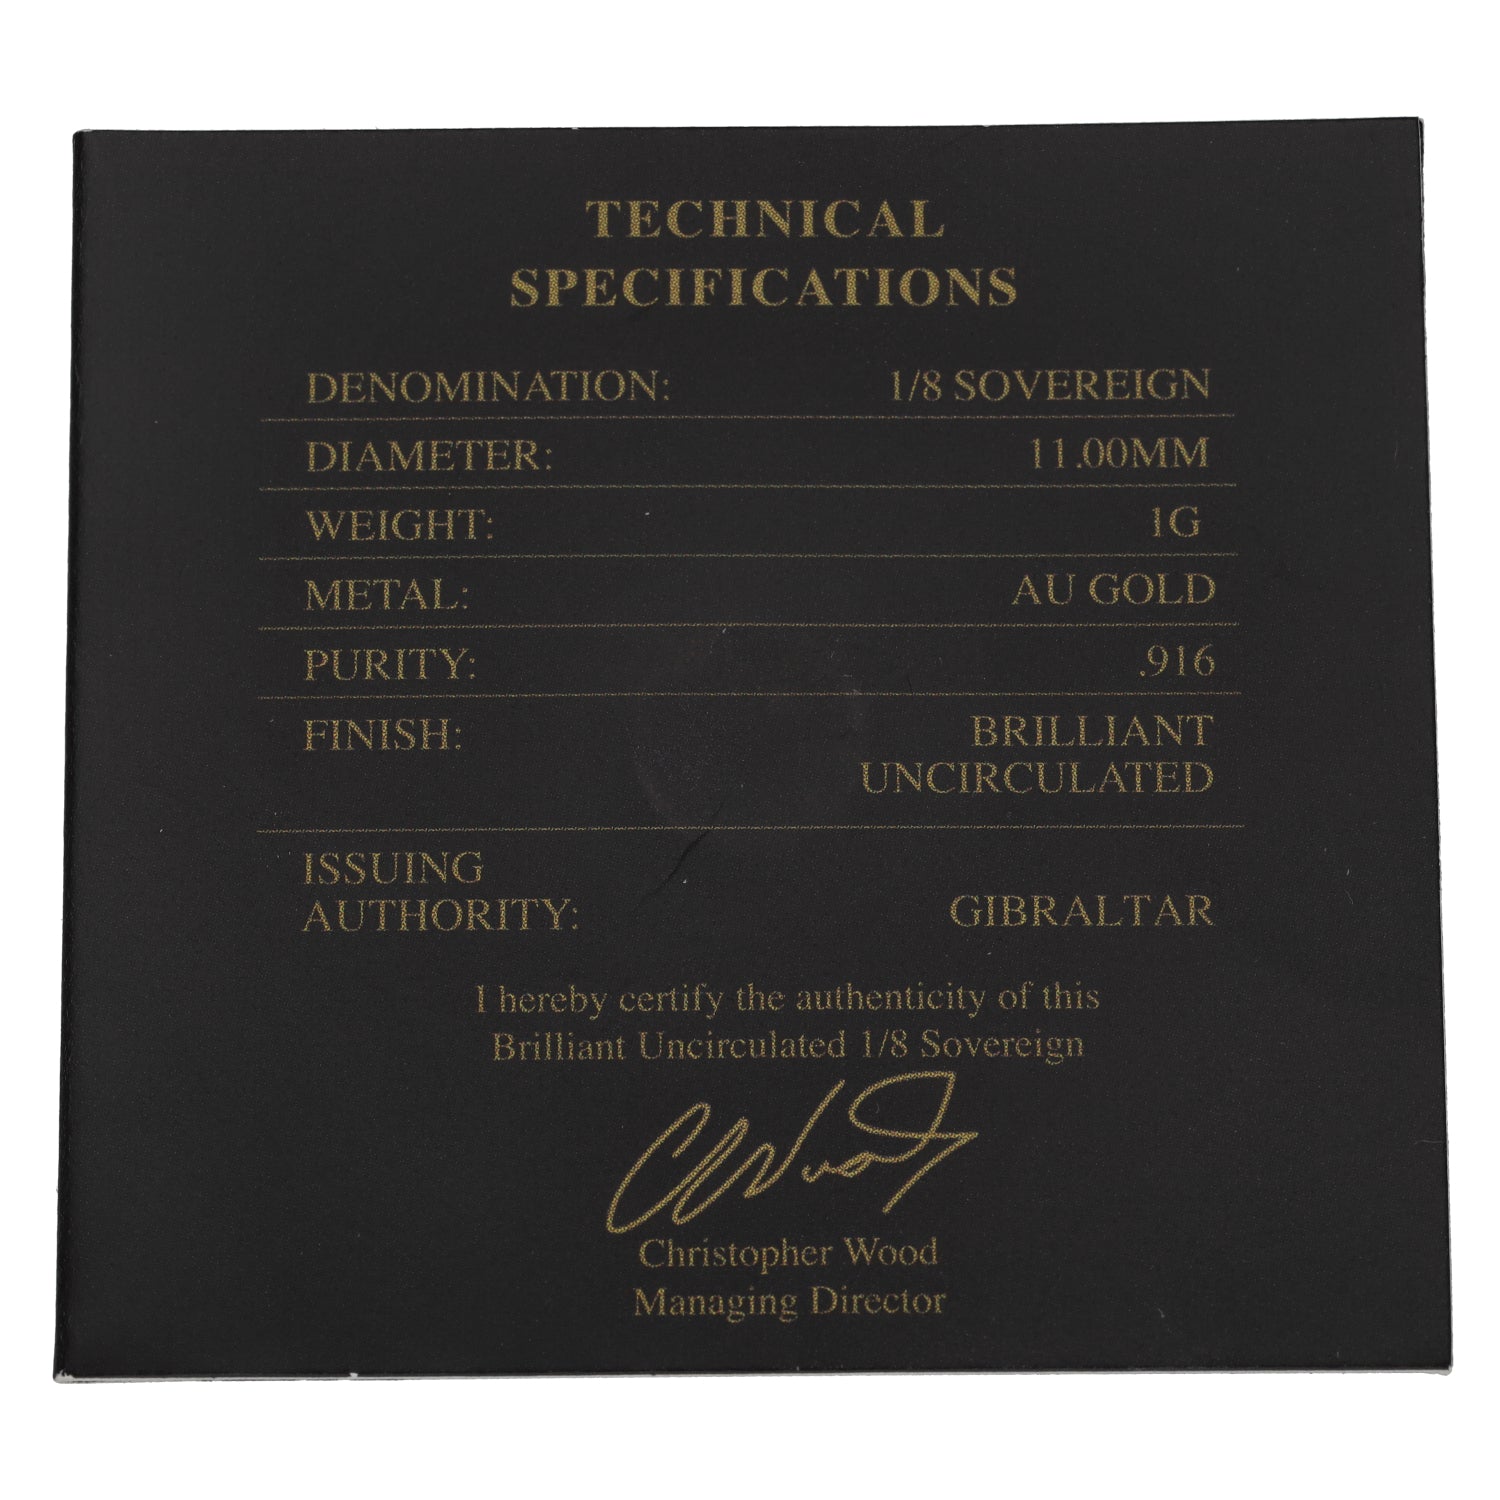 TECHNICAL
SPECIFICATIONS
DENOMINATION: 1/8 SOVEREIGN
DIAMETER: 11.00MM
WEIGHT: 1G
METAL: AU GOLD
PURITY: .916
FINISH: BRILLIANT
UNCIRCULATED
ISSUING
AUTHORITY: GIBRALTAR
I hereby certify the authenticity of this
Brilliant Uncirculated 1/8 Sovereign
CWood
Christopher Wood
Managing Director